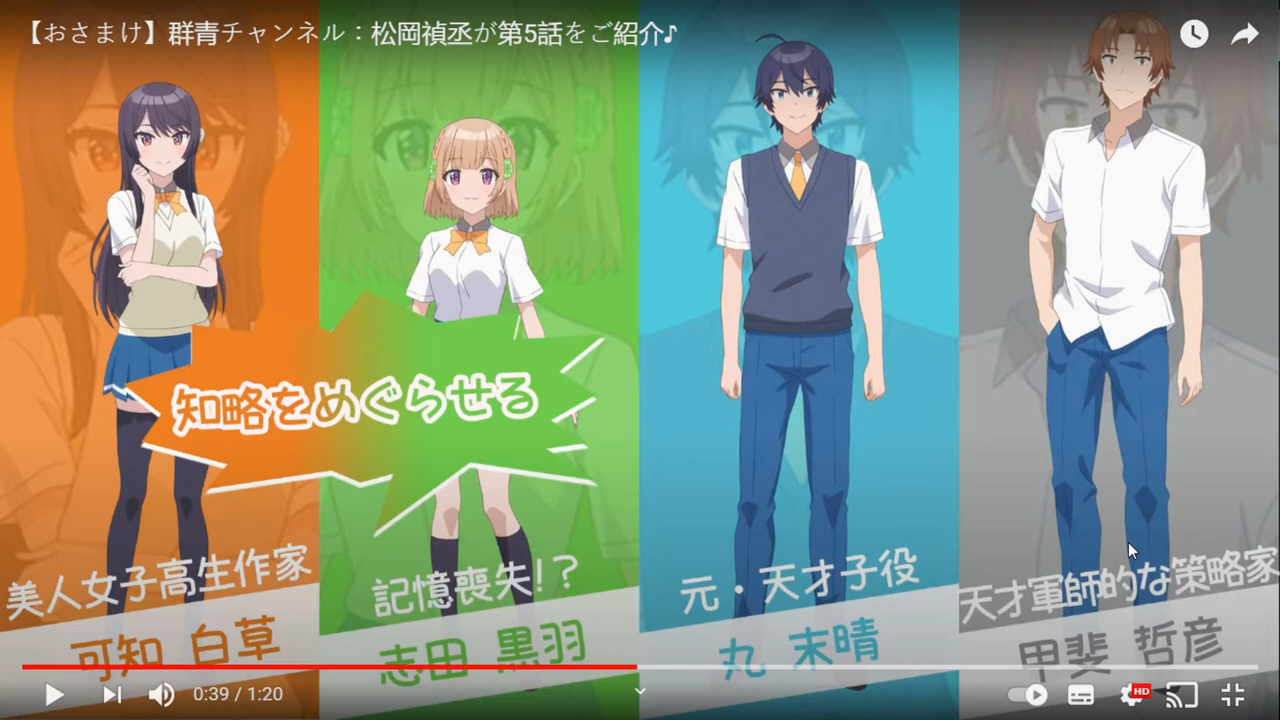 【おさまけ】群青チャンネル：松岡禎丞が第5話をご紹介♪
知略をめぐらせる
美人女子高生作家
可知 白草
記憶喪失!？
志田 黒羽
元・天才子役
丸 末晴
天才軍師的な策略家
甲斐 哲彦
0:39 / 1:20
HD